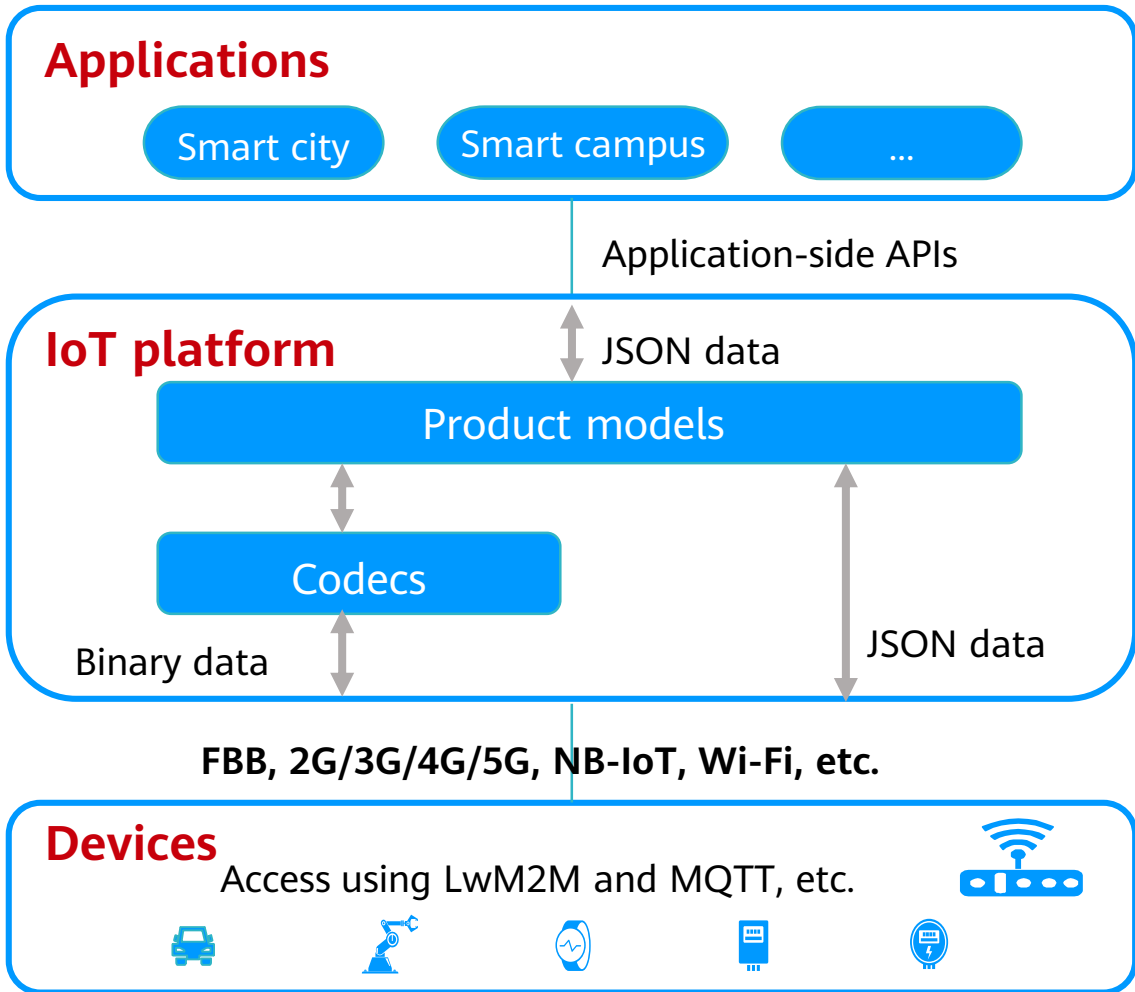 Applications
Smart city
Smart campus
...
Application-side APIs
IoT platform
JSON data
Product models
Codecs
Binary data
JSON data
FBB, 2G/3G/4G/5G, NB-IoT, Wi-Fi, etc.
Devices
Access using LwM2M and MQTT, etc.